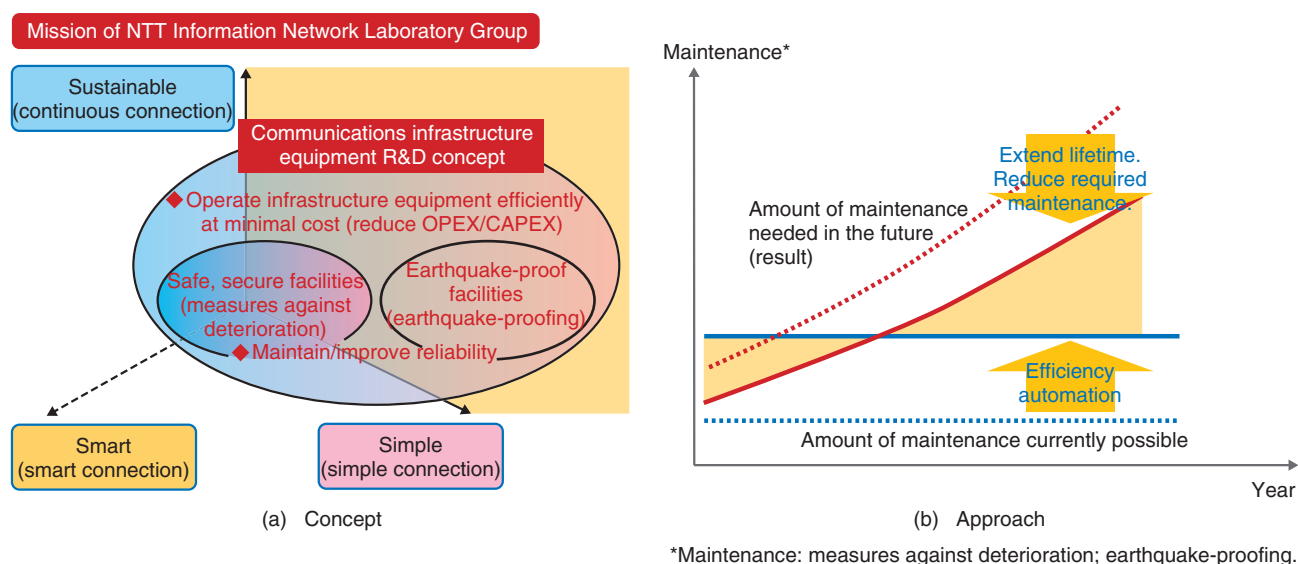 Mission of NTT Information Network Laboratory Group
Sustainable
(continuous connection)
Communications infrastructure
equipment R&D concept
◆ Operate infrastructure equipment efficiently
at minimal cost (reduce OPEX/CAPEX)
Safe, secure facilities
(measures against
deterioration)
Earthquake-proof
facilities
(earthquake-proofing)
◆ Maintain/improve reliability
Smart
(smart connection)
Simple
(simple connection)
(a) Concept
Maintenance*
Extend lifetime.
Reduce required
maintenance.
Amount of maintenance
needed in the future
(result)
Efficiency
automation
Amount of maintenance currently possible
Year
(b) Approach
*Maintenance: measures against deterioration; earthquake-proofing.